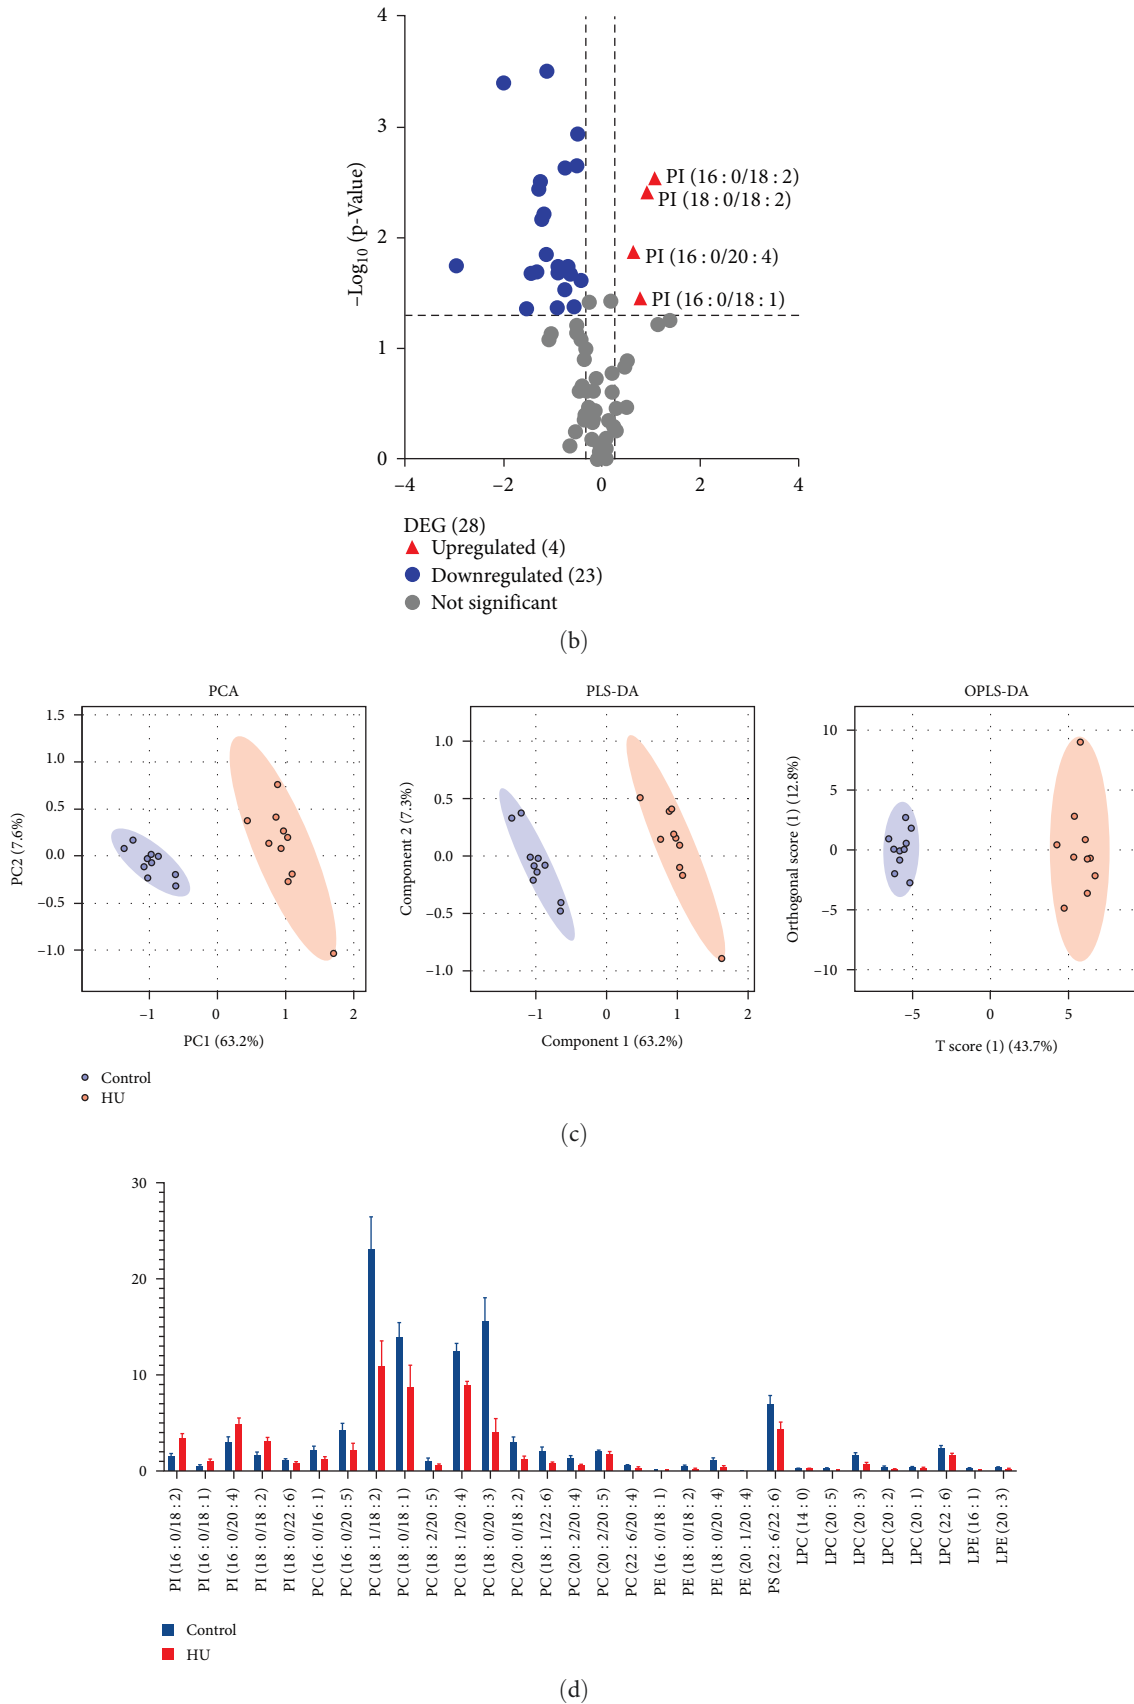 4
3
2
1
0
−Log10 (p-Value)
PI (16 : 0/18 : 2)
PI (18 : 0/18 : 2)
PI (16 : 0/20 : 4)
PI (16 : 0/18 : 1)
−4 −2 0 2 4
DEG (28)
Upregulated (4)
Downregulated (23)
Not significant
(b)
PCA
1.5
1.0
0.5
0.0
−0.5
−1.0
PC2 (7.6%)
−1 0 1 2
PC1 (63.2%)
PLS-DA
1.0
0.5
0.0
−0.5
−1.0
Component 2 (7.3%)
−1 0 1 2
Component 1 (63.2%)
OPLS-DA
10
5
0
−5
−10
Orthogonal score (1) (12.8%)
−5 0 5
T score (1) (43.7%)
Control
HU
(c)
30
20
10
0
PI (16 : 0/18 : 2)
PI (16 : 0/18 : 1)
PI (16 : 0/20 : 4)
PI (18 : 0/18 : 2)
PI (18 : 0/22 : 6)
PC (16 : 0/16 : 1)
PC (16 : 0/20 : 5)
PC (18 : 1/18 : 2)
PC (18 : 0/18 : 1)
PC (18 : 2/20 : 5)
PC (18 : 1/20 : 4)
PC (18 : 0/20 : 3)
PC (20 : 0/18 : 2)
PC (18 : 1/22 : 6)
PC (20 : 2/20 : 4)
PC (20 : 2/20 : 5)
PC (22 : 6/20 : 4)
PE (16 : 0/18 : 1)
PE (18 : 0/18 : 2)
PE (18 : 0/20 : 4)
PE (20 : 1/20 : 4)
PS (22 : 6/22 : 6)
LPC (14 : 0)
LPC (20 : 5)
LPC (20 : 3)
LPC (20 : 2)
LPC (20 : 1)
LPC (22 : 6)
LPE (16 : 1)
LPE (20 : 3)
Control
HU
(d)